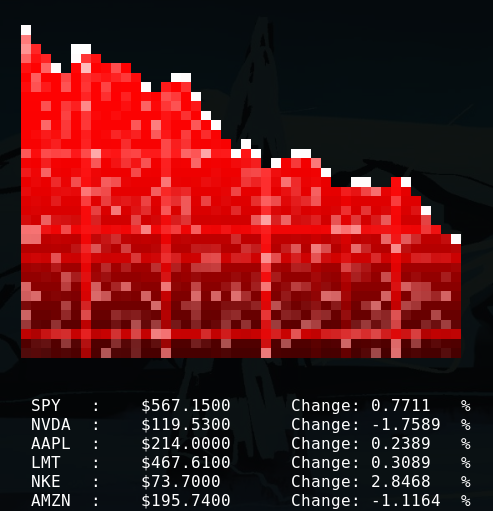 SPY : $567.1500 Change: 0.7711 %
NVDA : $119.5300 Change: -1.7589 %
AAPL : $214.0000 Change: 0.2389 %
LMT : $467.6100 Change: 0.3089 %
NKE : $73.7000 Change: 2.8468 %
AMZN : $195.7400 Change: -1.1164 %